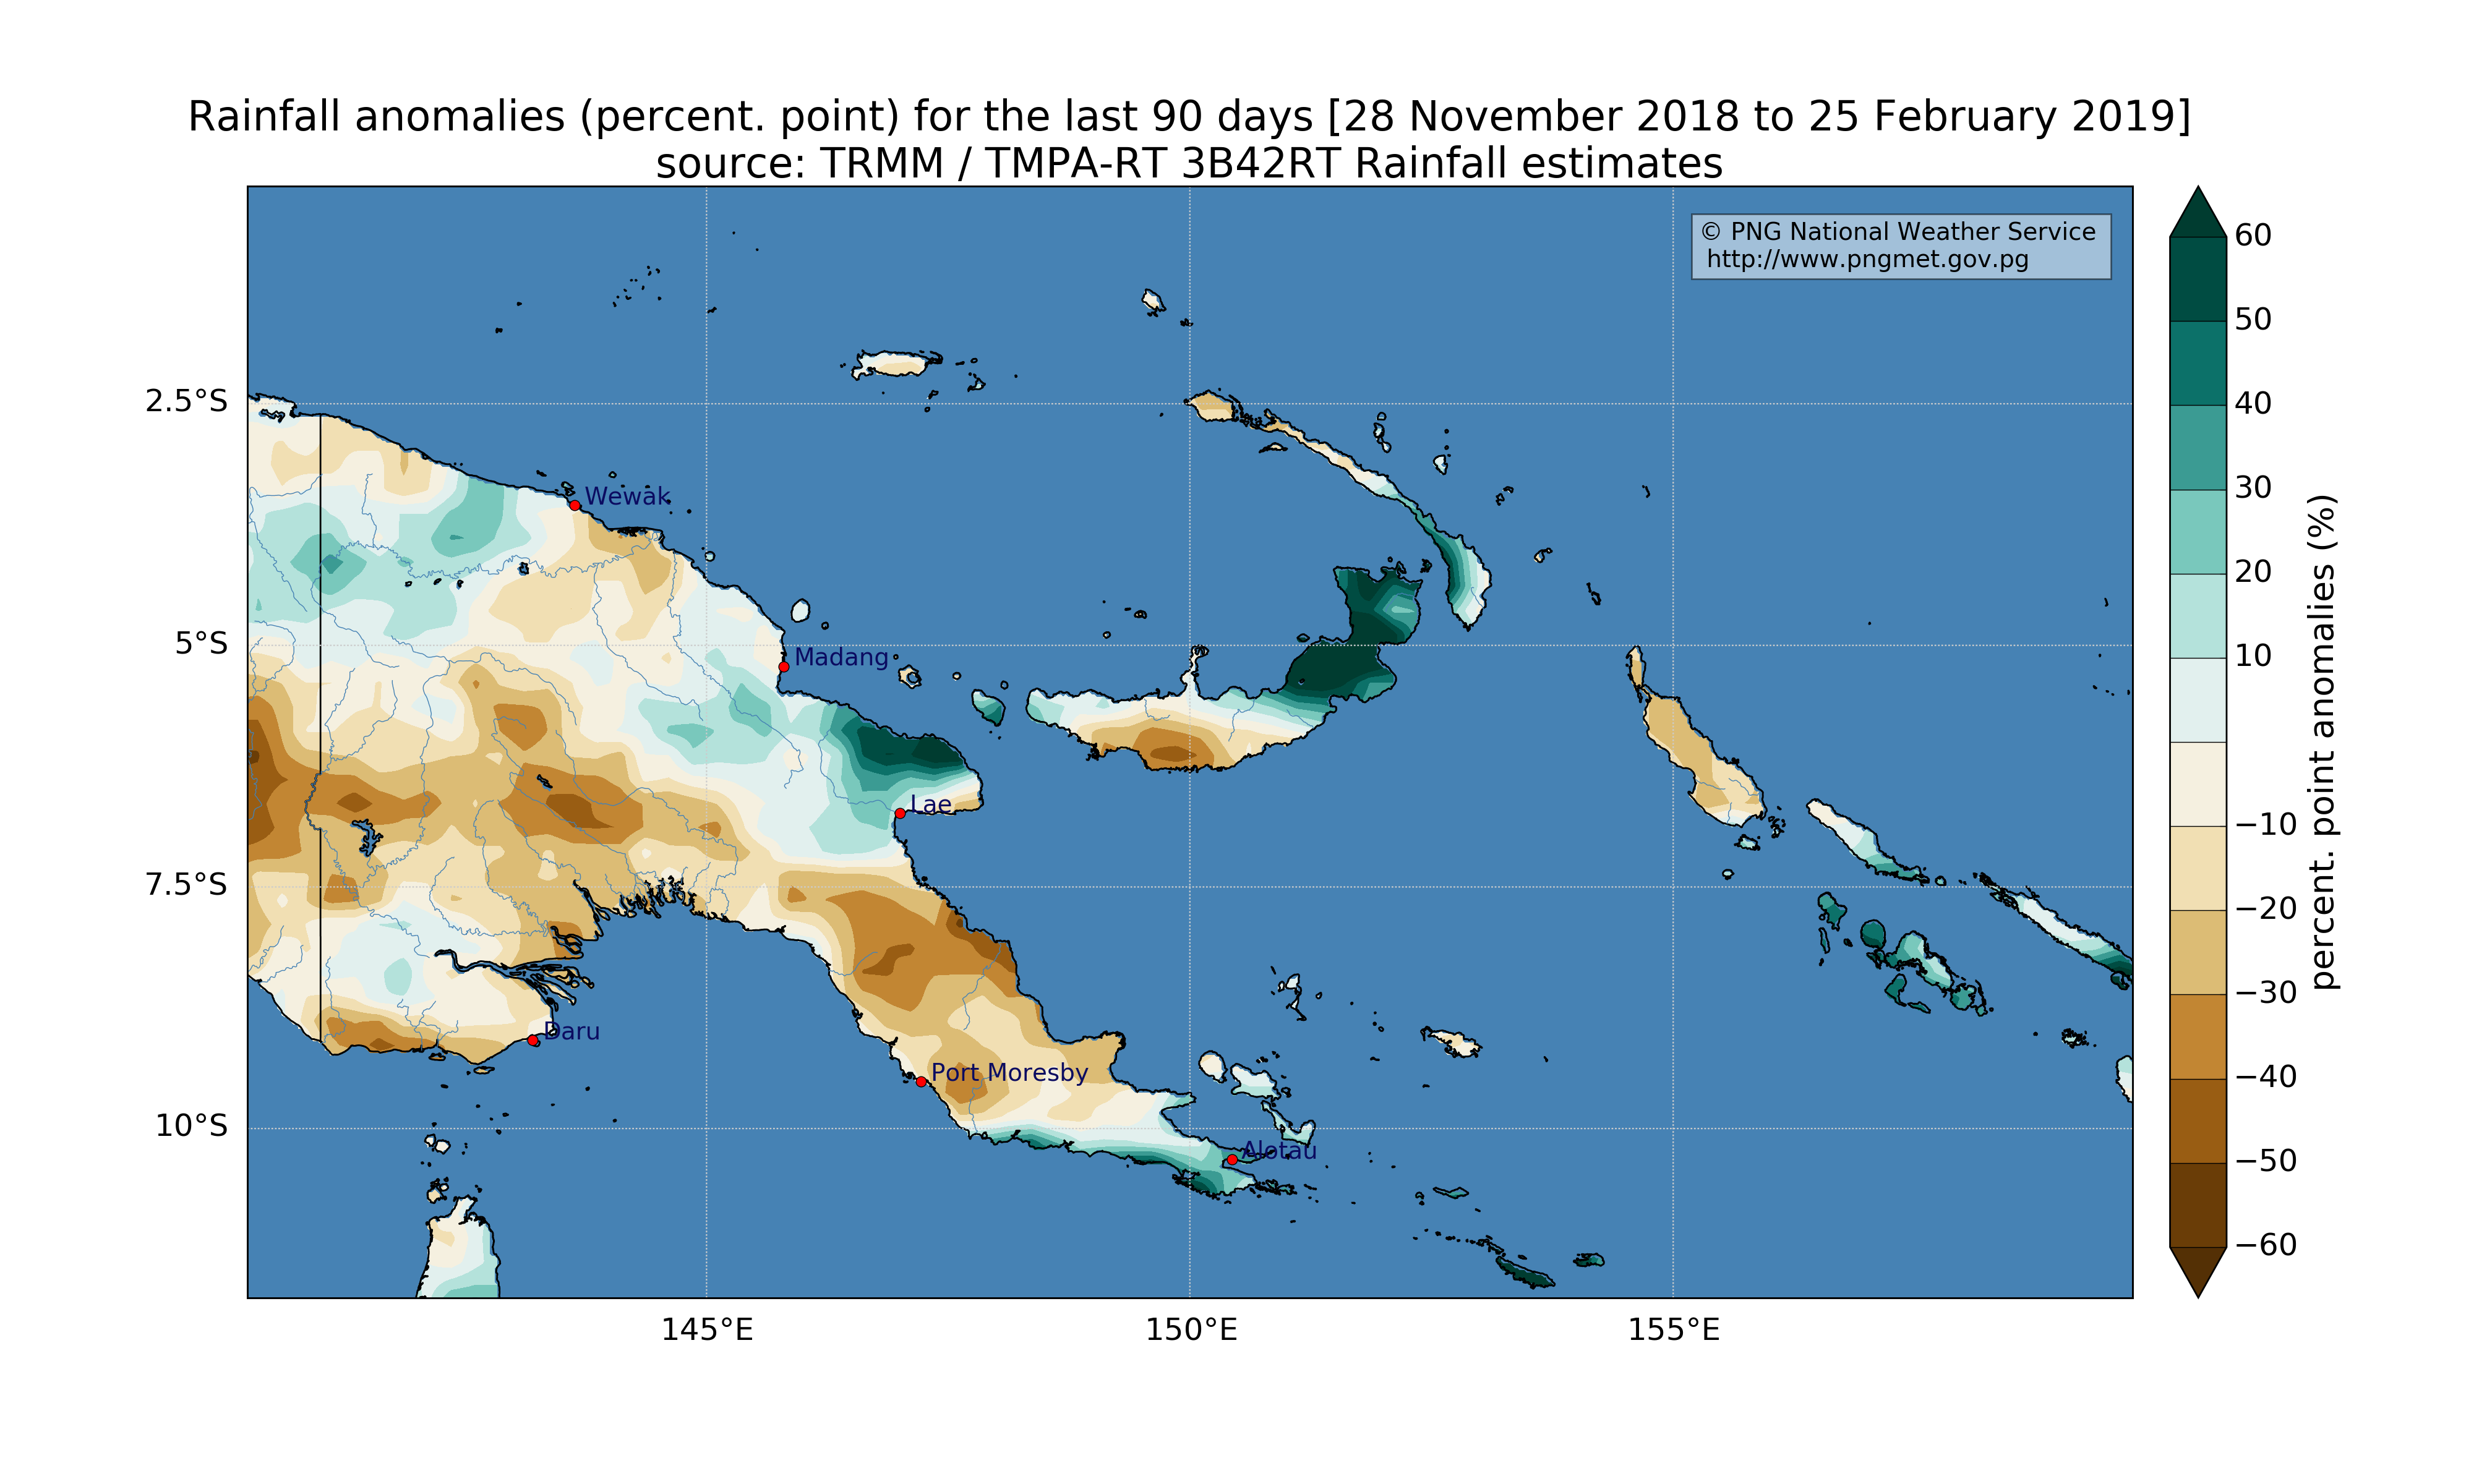 Rainfall anomalies (percent. point) for the last 90 days [28 November 2018 to 25 February 2019]
source: TRMM / TMPA-RT 3B42RT Rainfall estimates
© PNG National Weather Service
http://www.pngmet.gov.pg
2.5°S
5°S
7.5°S
10°S
145°E
150°E
155°E
Wewak
Madang
Lae
Daru
Port Moresby
Alotau
60
50
40
30
20
10
−10
−20
−30
−40
−50
−60
percent. point anomalies (%)